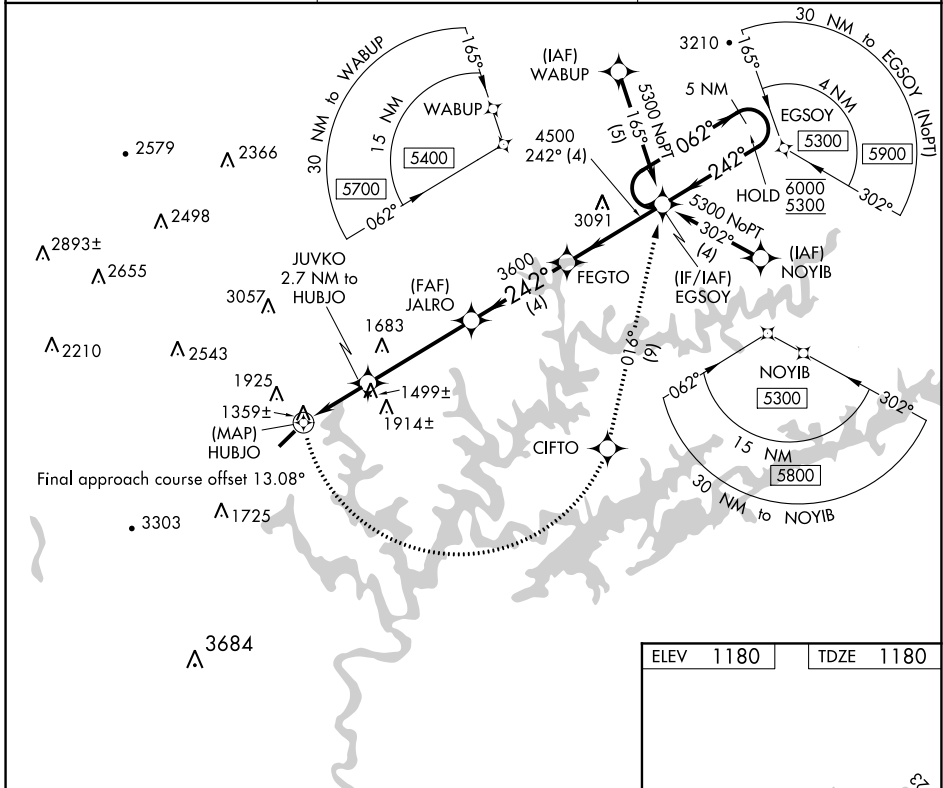 30 NM to WABUP
15 NM
165°
WABUP
5400
5700
062°
(IAF)
WABUP
5300 NoPT
165°
(5)
3210
5 NM
062°
242°
4500
242° (4)
HOLD
6000
5300
30 NM to EGSOY (NoPT)
165°
4 NM
EGSOY
5300
5900
302°
2579
2366
2498
2893±
2655
3057
2210
2543
3091
5300 NoPT
302°
(4)
(IAF)
NOYIB
(IF/IAF)
EGSOY
FEGTO
3600
242°
(4)
(FAF)
JALRO
JUVKO
2.7 NM to
HUBJO
1683
1925
1499±
1359±
1914±
(MAP)
HUBJO
016°
(9)
CIFTO
NOYIB
5300
062°
302°
15 NM
5800
30 NM to NOYIB
Final approach course offset 13.08°
1725
3303
3684
ELEV 1180
TDZE 1180
23